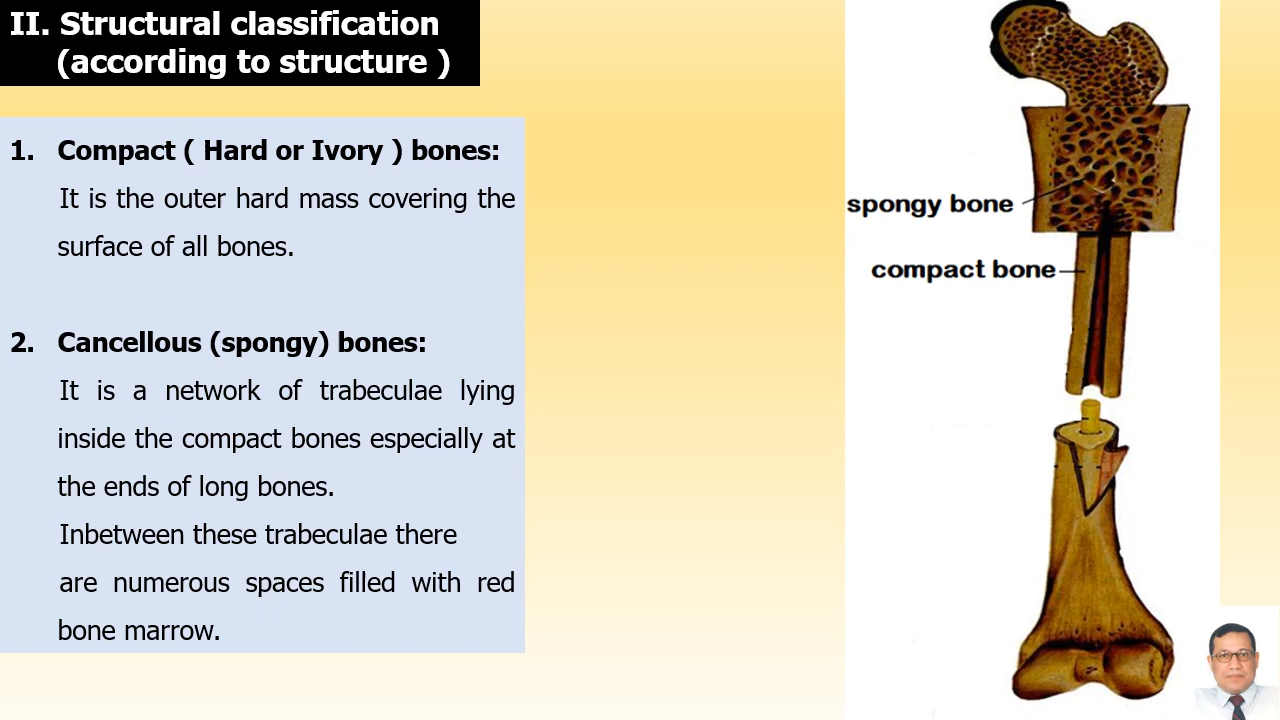 II. Structural classification
(according to structure )
1. Compact ( Hard or Ivory ) bones:
It is the outer hard mass covering the
surface of all bones.
2. Cancellous (spongy) bones:
It is a network of trabeculae lying
inside the compact bones especially at
the ends of long bones.
Inbetween these trabeculae there
are numerous spaces filled with red
bone marrow.
spongy bone
compact bone